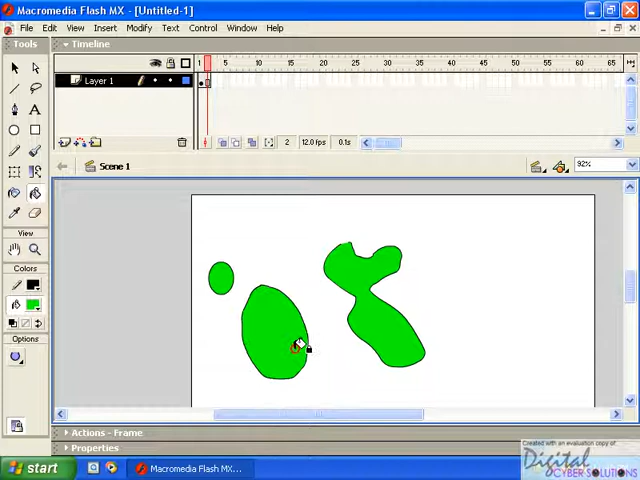 Macromedia Flash MX - [Untitled-1]
File Edit View Insert Modify Text Control Window Help
Tools
Timeline
1 5 10 15 20 25 30 35 40 45 50 55 60 65
Layer 1
2 12.0 fps 0.1s
Scene 1
92%
View
Colors
Options
Actions - Frame
Properties
start
Macromedia Flash MX...
Created with an evaluation copy of
Digital
CYBER-SOLUTIONS